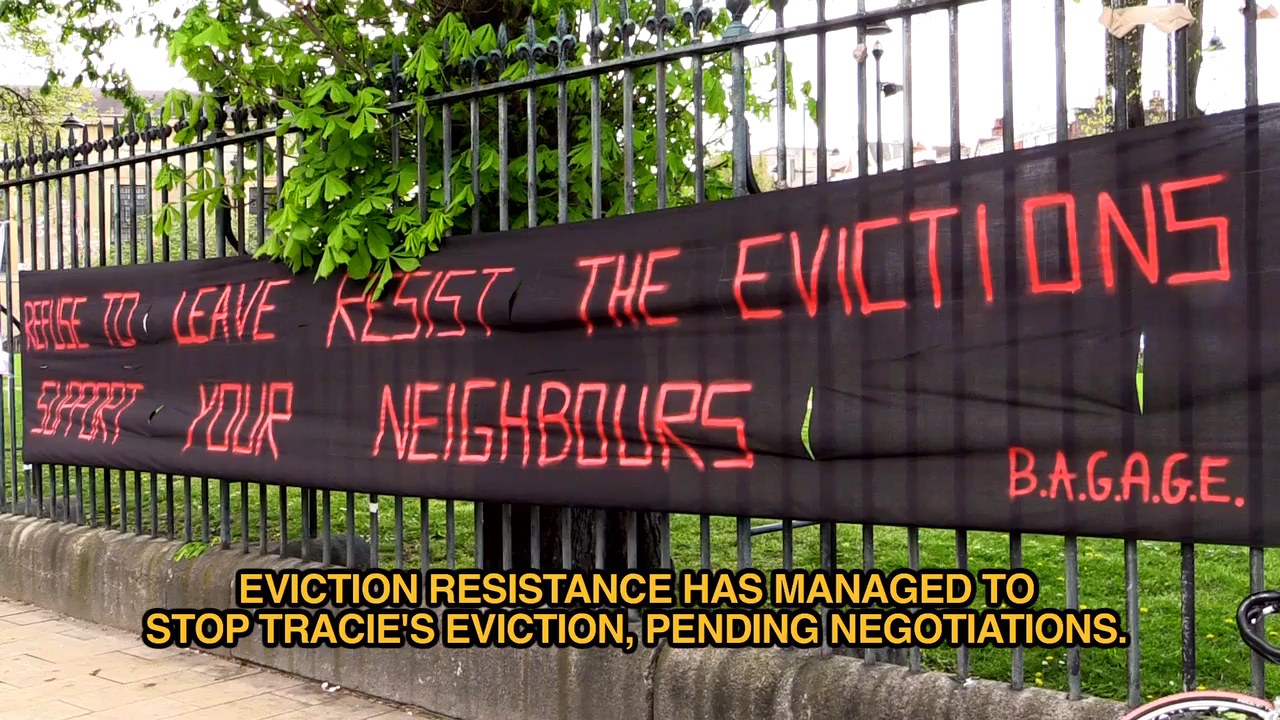 REFUSE TO LEAVE RESIST THE EVICTIONS
SUPPORT YOUR NEIGHBOURS
B.A.G.A.G.E.
EVICTION RESISTANCE HAS MANAGED TO
STOP TRACIE'S EVICTION, PENDING NEGOTIATIONS.